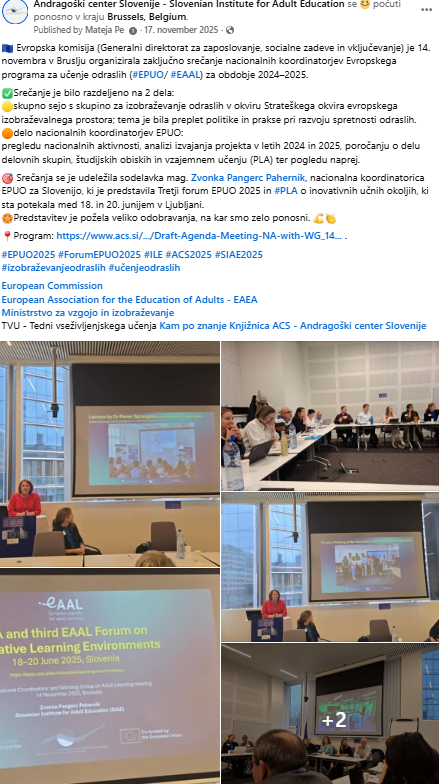 Andragoški center Slovenije - Slovenian Institute for Adult Education se 😊 počuti
ponosno v kraju Brussels, Belgium.
Published by Mateja Pe · 17. november 2025 ·
🇪🇺 Evropska komisija (Generalni direktorat za zaposlovanje, socialne zadeve in vključevanje) je 14.
novembra v Bruslju organizirala zaključno srečanje nacionalnih koordinatorjev Evropskega
programa za učenje odraslih (#EPUO/ #EAAL) za obdobje 2024–2025.
✅Srečanje je bilo razdeljeno na 2 dela:
🟡skupno sejo s skupino za izobraževanje odraslih v okviru Strateškega okvira evropskega
izobraževalnega prostora; tema je bila preplet politike in prakse pri razvoju spretnosti odraslih.
🟠delo nacionalnih koordinatorjev EPUO:
pregledu nacionalnih aktivnosti, analizi izvajanja projekta v letih 2024 in 2025, poročanju o delu
delovnih skupin, študijskih obiskih in vzajemnem učenju (PLA) ter pogledu naprej.
🎯 Srečanja se je udeležila sodelavka mag. Zvonka Pangerc Pahernik, nacionalna koordinatorica
EPUO za Slovenijo, ki je predstavila Tretji forum EPUO 2025 in #PLA o inovativnih učnih okoljih, ki
sta potekala med 18. in 20. junijem v Ljubljani.
🏵️Predstavitev je požela veliko odobravanja, na kar smo zelo ponosni. 💪👏
📍Program: https://www.acs.si/.../Draft-Agenda-Meeting-NA-with-WG_14... .
#EPUO2025 #ForumEPUO2025 #ILE #ACS2025 #SIAE2025
#izobraževanjeodraslih #učenjeodraslih
European Commission
European Association for the Education of Adults - EAEA
Ministrstvo za vzgojo in izobraževanje
TVU - Tedni vseživljenjskega učenja Kam po znanje Knjižnica ACS - Andragoški center Slovenije
EAAL
A and third EAAL Forum on
ative Learning Environments
18–20 June 2025, Slovenia
14 November 2025, Brussels
Zvonka Pangerc Pahernik
Slovenian Institute for Adult Education (SIAE)
Co-funded by
the European Union
+2